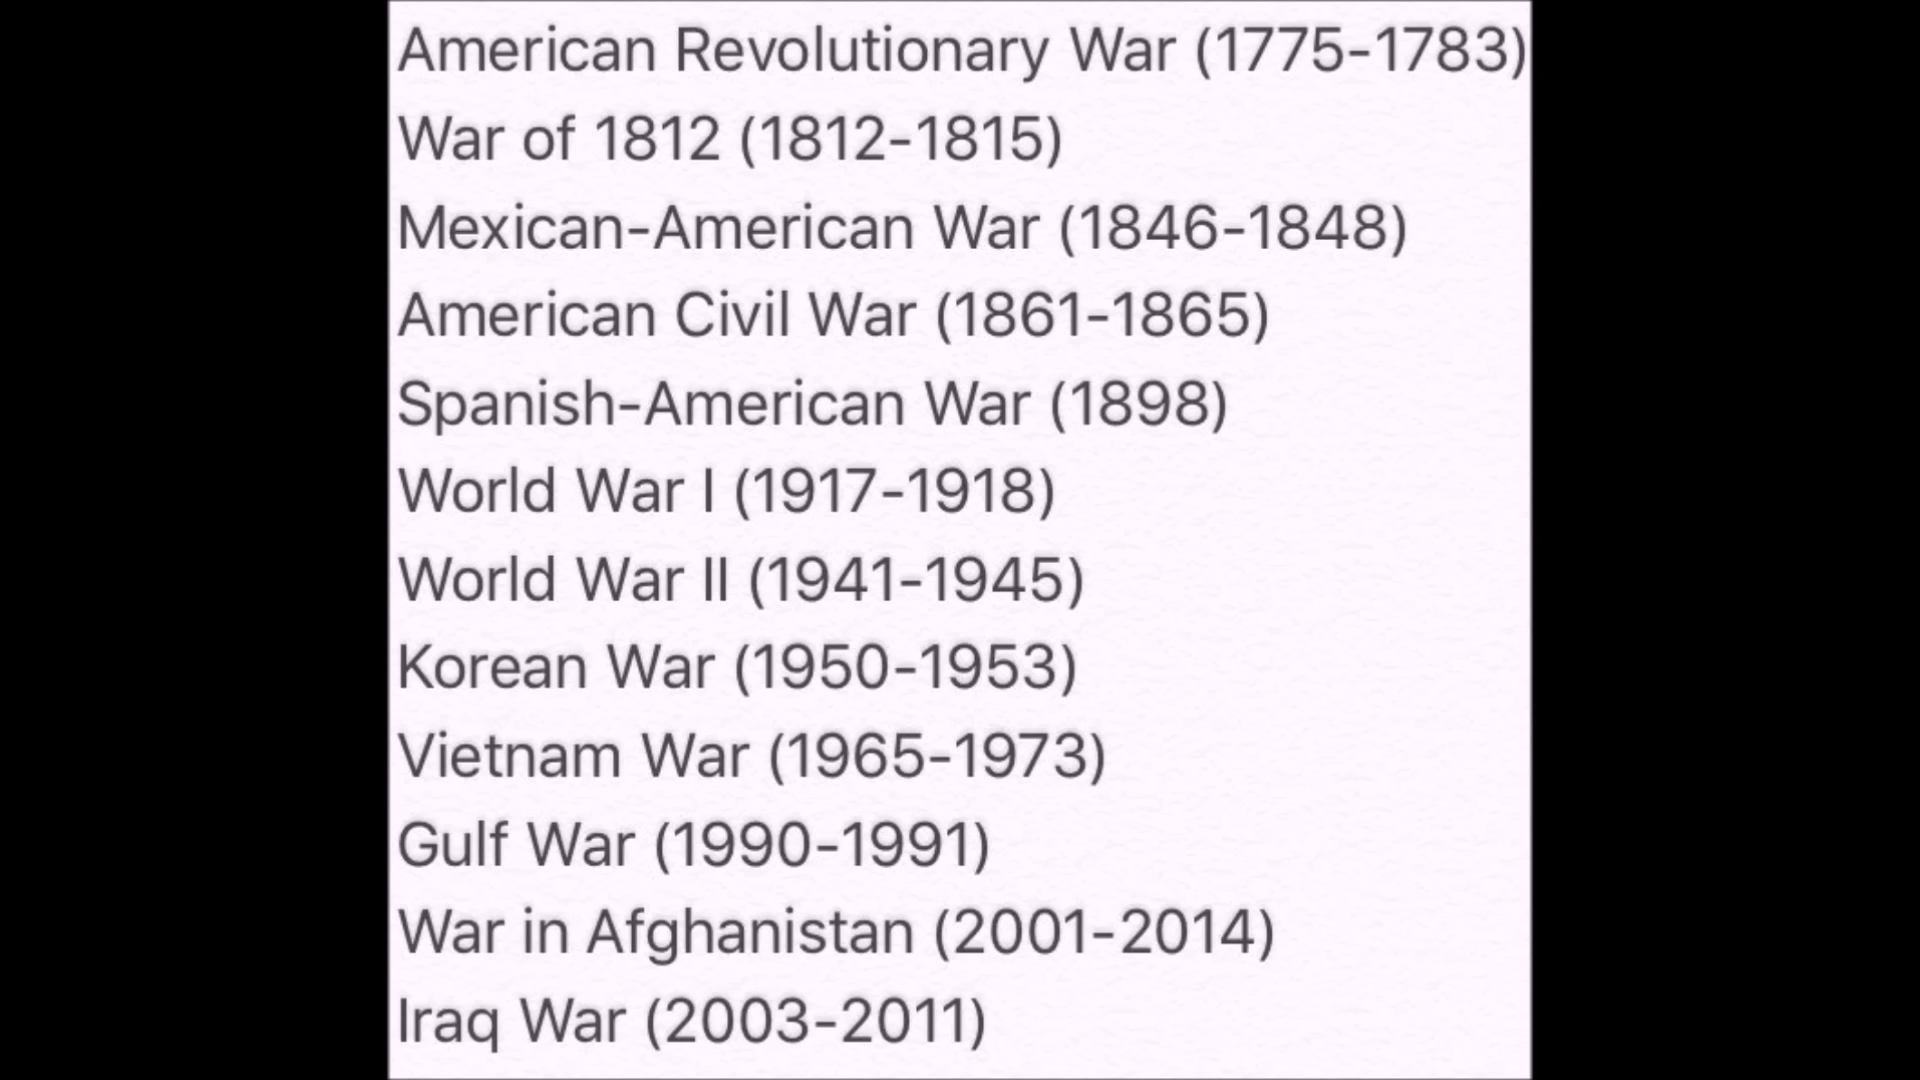 American Revolutionary War (1775-1783)
War of 1812 (1812-1815)
Mexican-American War (1846-1848)
American Civil War (1861-1865)
Spanish-American War (1898)
World War I (1917-1918)
World War II (1941-1945)
Korean War (1950-1953)
Vietnam War (1965-1973)
Gulf War (1990-1991)
War in Afghanistan (2001-2014)
Iraq War (2003-2011)